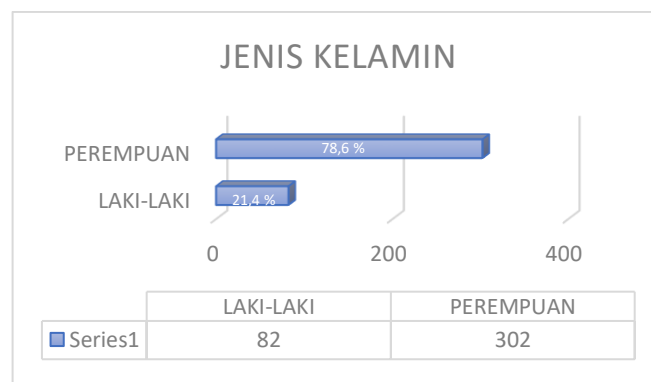 JENIS KELAMIN
PEREMPUAN
78,6 %
LAKI-LAKI
21,4 %
0 200 400
LAKI-LAKI PEREMPUAN
Series1 82 302